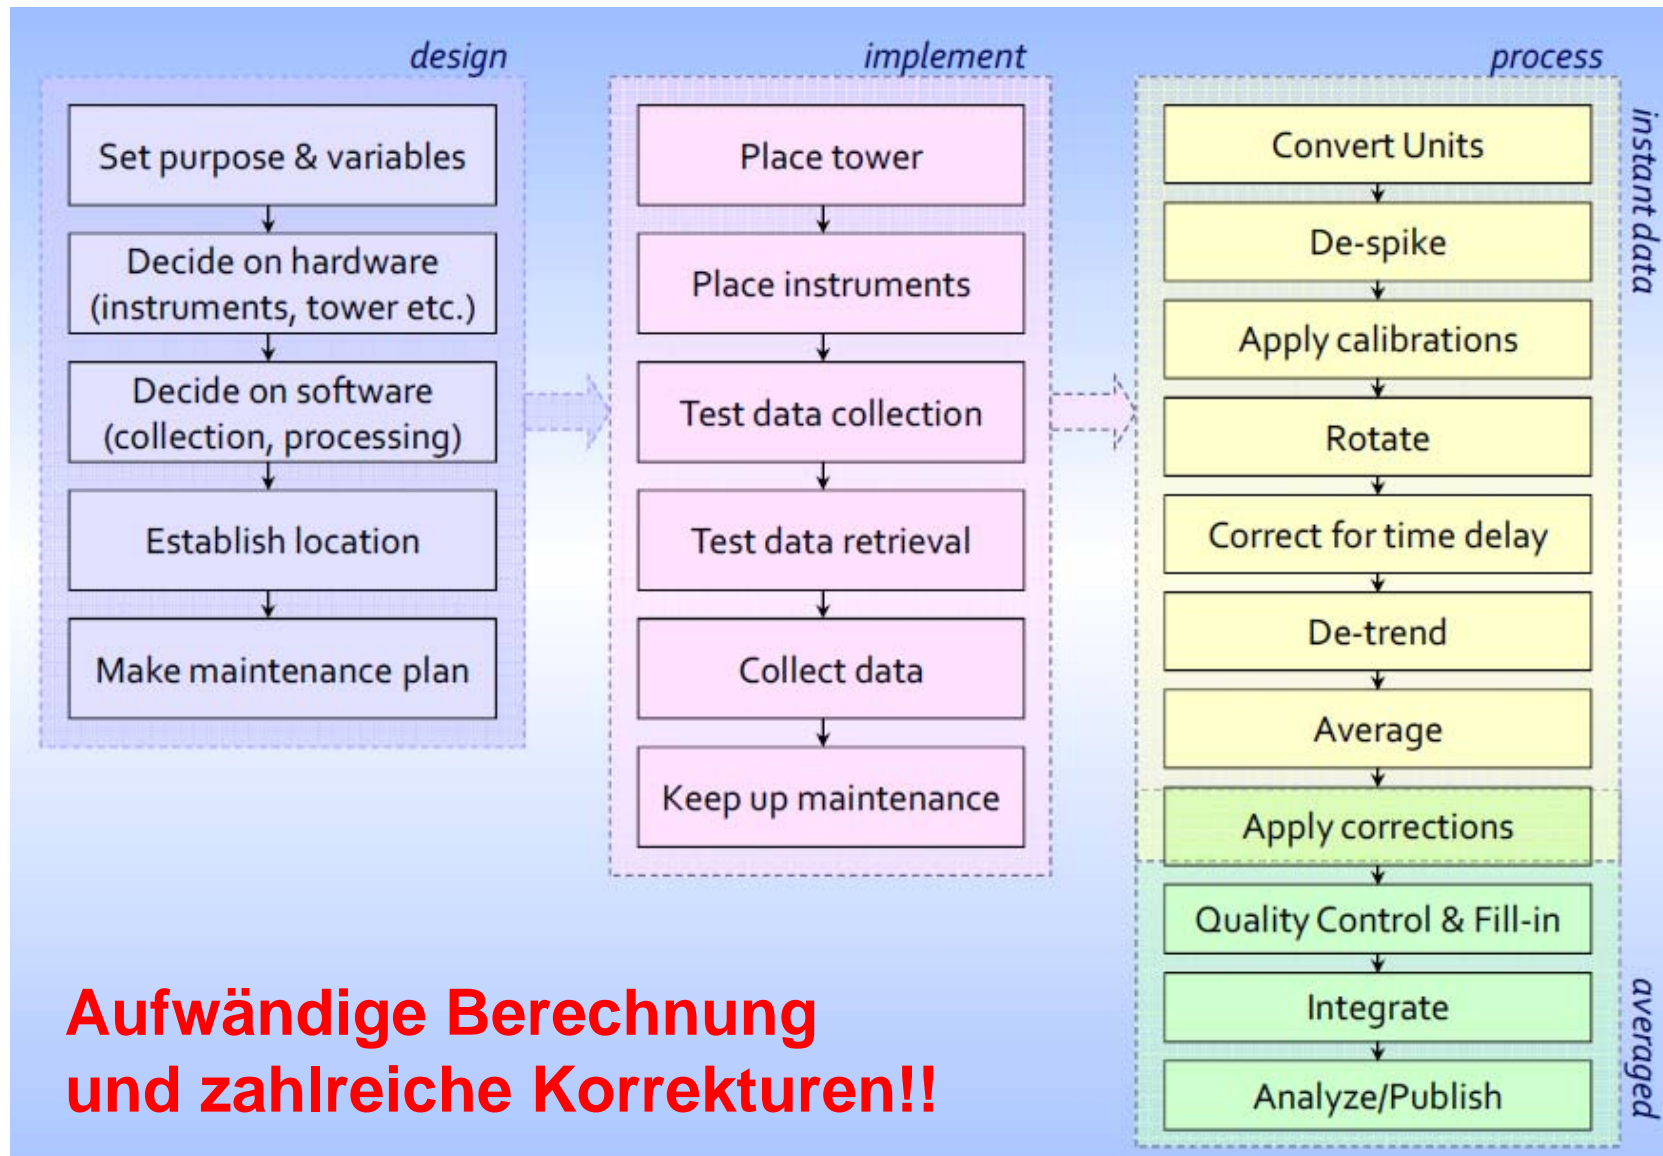 design
Set purpose & variables
Decide on hardware
(instruments, tower etc.)
Decide on software
(collection, processing)
Establish location
Make maintenance plan
implement
Place tower
Place instruments
Test data collection
Test data retrieval
Collect data
Keep up maintenance
process
instant data
Convert Units
De-spike
Apply calibrations
Rotate
Correct for time delay
De-trend
Average
Apply corrections
Quality Control & Fill-in
Integrate
Analyze/Publish
averaged
Aufwändige Berechnung
und zahlreiche Korrekturen!!